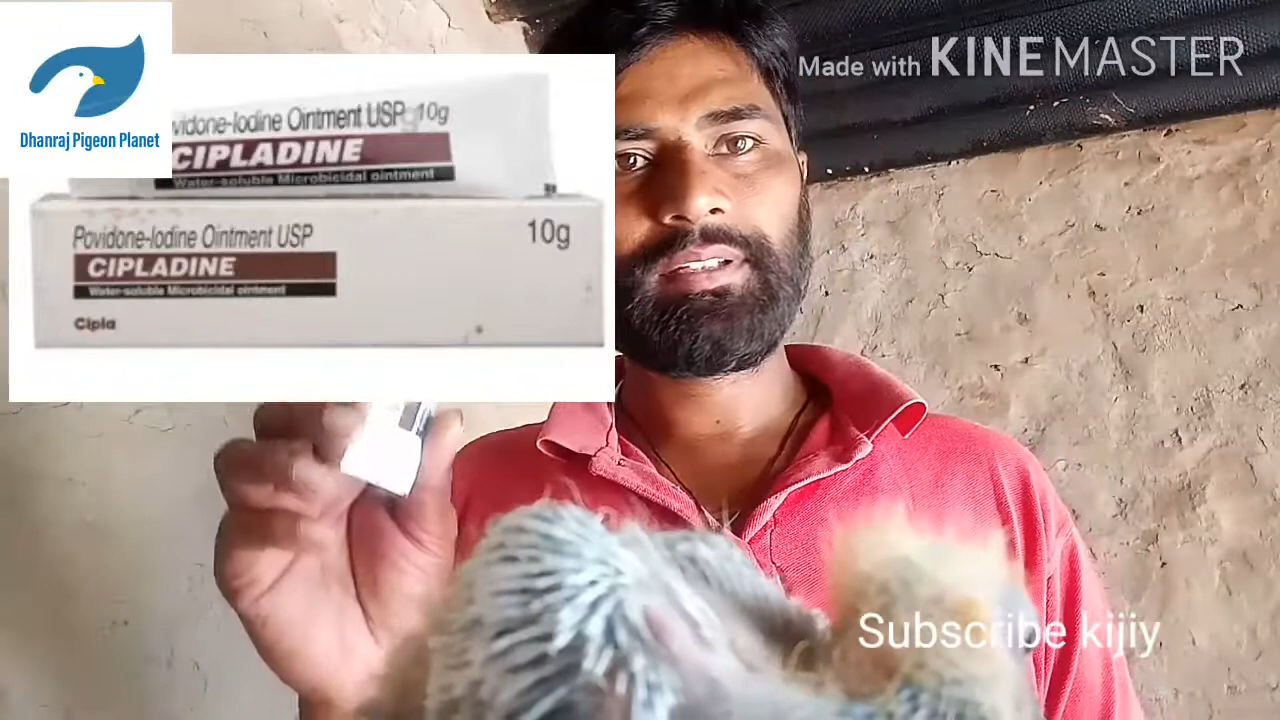 Dhanraj Pigeon Planet
Made with KINEMASTER
vidone-Iodine Ointment USP 10g
CIPLADINE
Water-soluble Microbicidal ointment
Povidone-Iodine Ointment USP
10g
CIPLADINE
Water-soluble Microbicidal ointment
Cipla
Subscribe kijiy